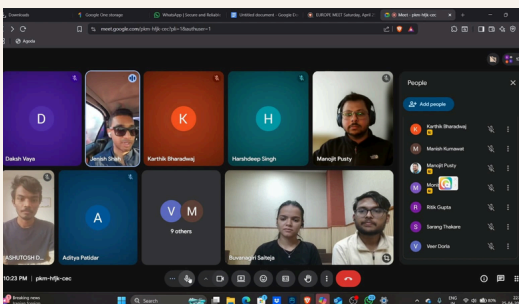 Downloads
Google One storage
WhatsApp | Secure and Reliable
Untitled document - Google D
EUROPE MEET Saturday, April
Meet - pkm-hfjk-cec
meet.google.com/pkm-hfjk-cec?pli=1&authuser=1
Agoda
D
Daksh Vaya
Jenish Shah
K
Karthik Bharadwaj
H
Harshdeep Singh
Manojit Pusty
ASHUTOSH D...
A
Aditya Patidar
V M
9 others
Buvanagiri Saiteja
People
Add people
K
Karthik Bharadwaj
M
Manish Kumawat
Manojit Pusty
M
R
Ritik Gupta
S
Sarang Thakare
V
Veer Doria
10:23 PM | pkm-hfjk-cec
Breaking news
Search
ENG